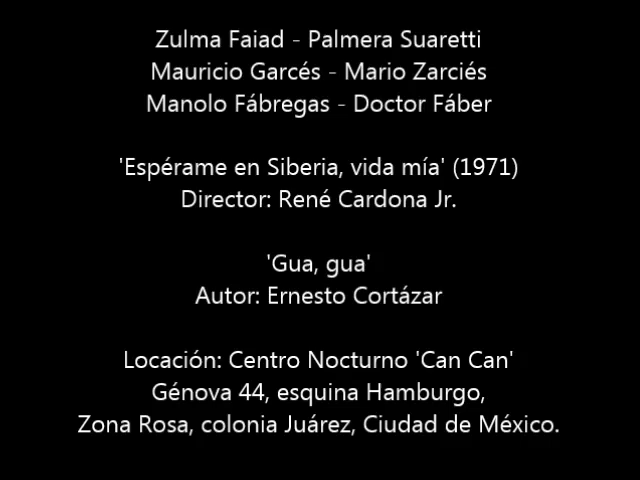 Zulma Faiad - Palmera Suaretti
Mauricio Garcés - Mario Zarciés
Manolo Fábregas - Doctor Fáber
'Espérame en Siberia, vida mía' (1971)
Director: René Cardona Jr.
'Gua, gua'
Autor: Ernesto Cortázar
Locación: Centro Nocturno 'Can Can'
Génova 44, esquina Hamburgo,
Zona Rosa, colonia Juárez, Ciudad de México.